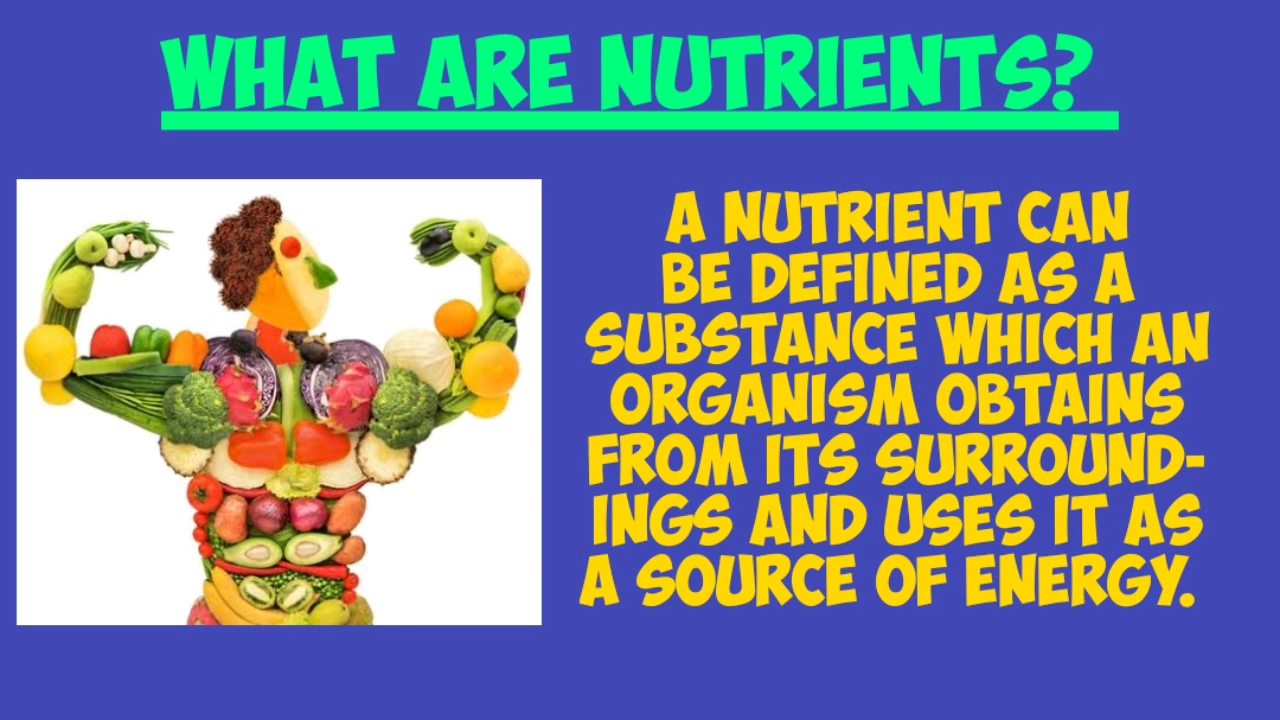 WHAT ARE NUTRIENTS?
A NUTRIENT CAN
BE DEFINED AS A
SUBSTANCE WHICH AN
ORGANISM OBTAINS
FROM ITS SURROUND-
INGS AND USES IT AS
A SOURCE OF ENERGY.